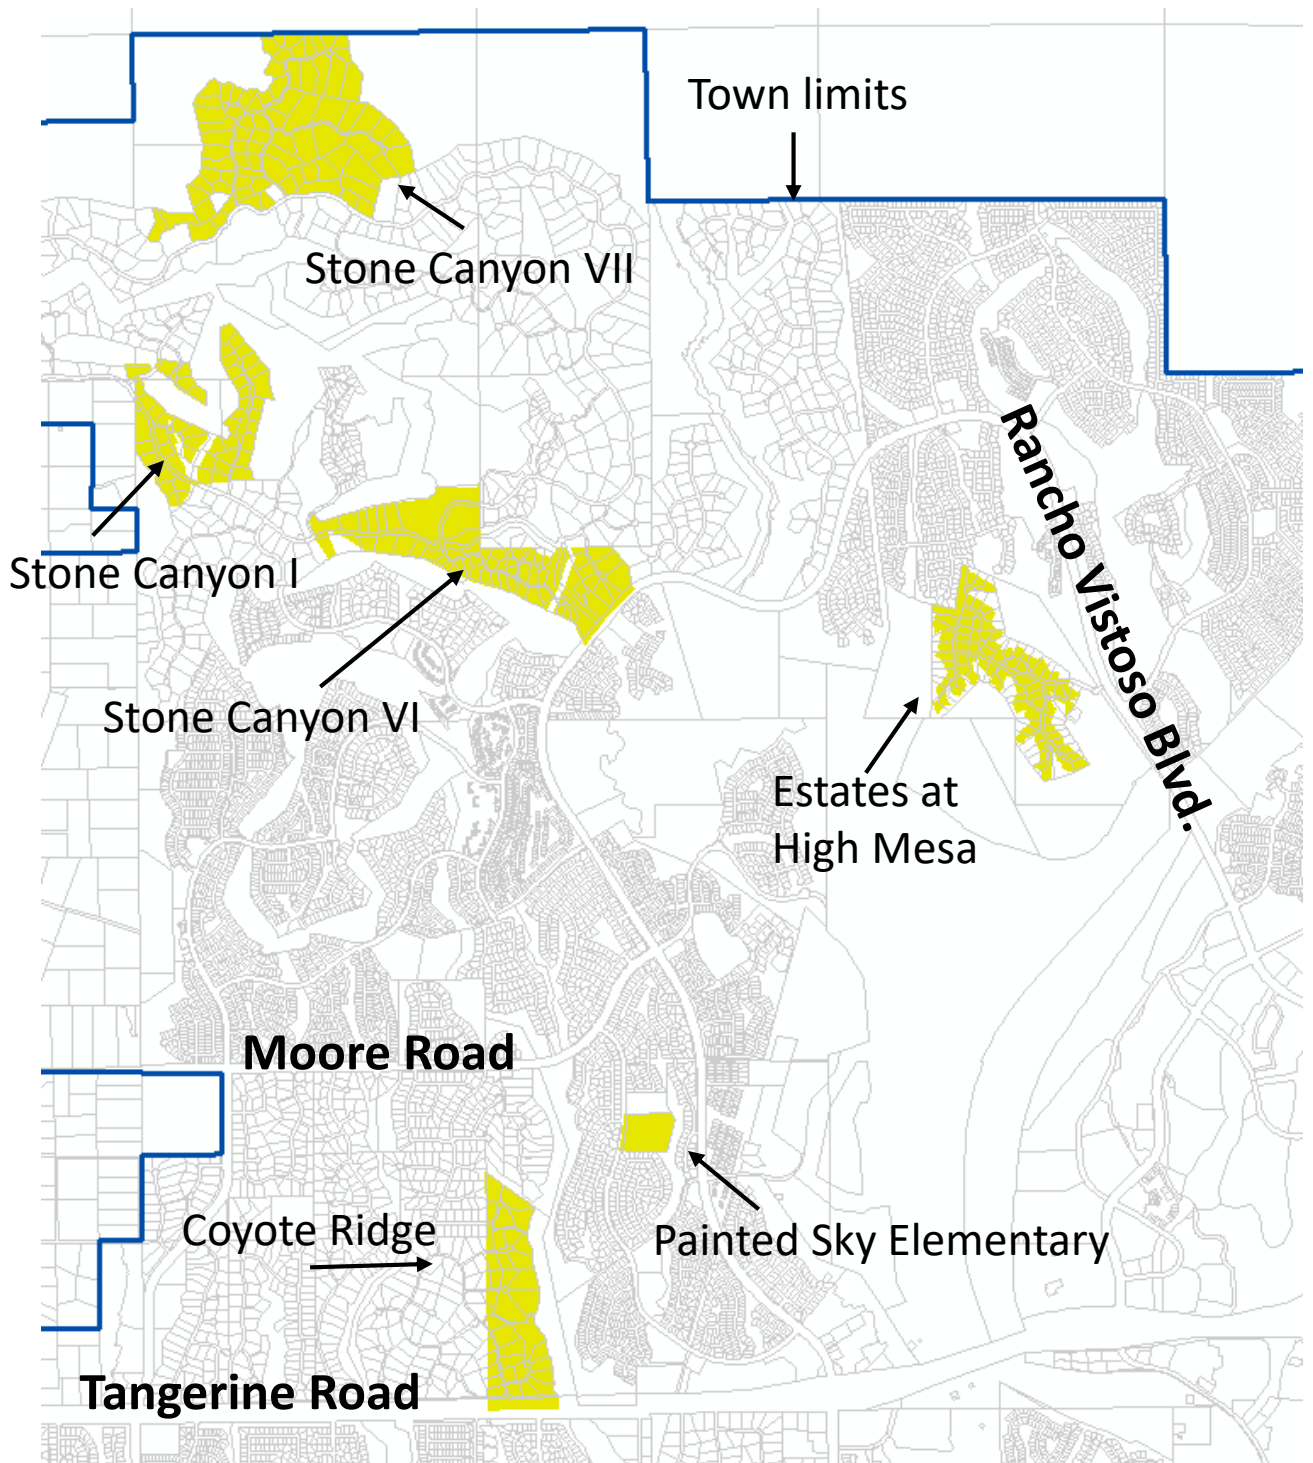 Town limits
Stone Canyon VII
Rancho Vistoso Blvd.
Stone Canyon I
Stone Canyon VI
Estates at
High Mesa
Moore Road
Coyote Ridge
Painted Sky Elementary
Tangerine Road